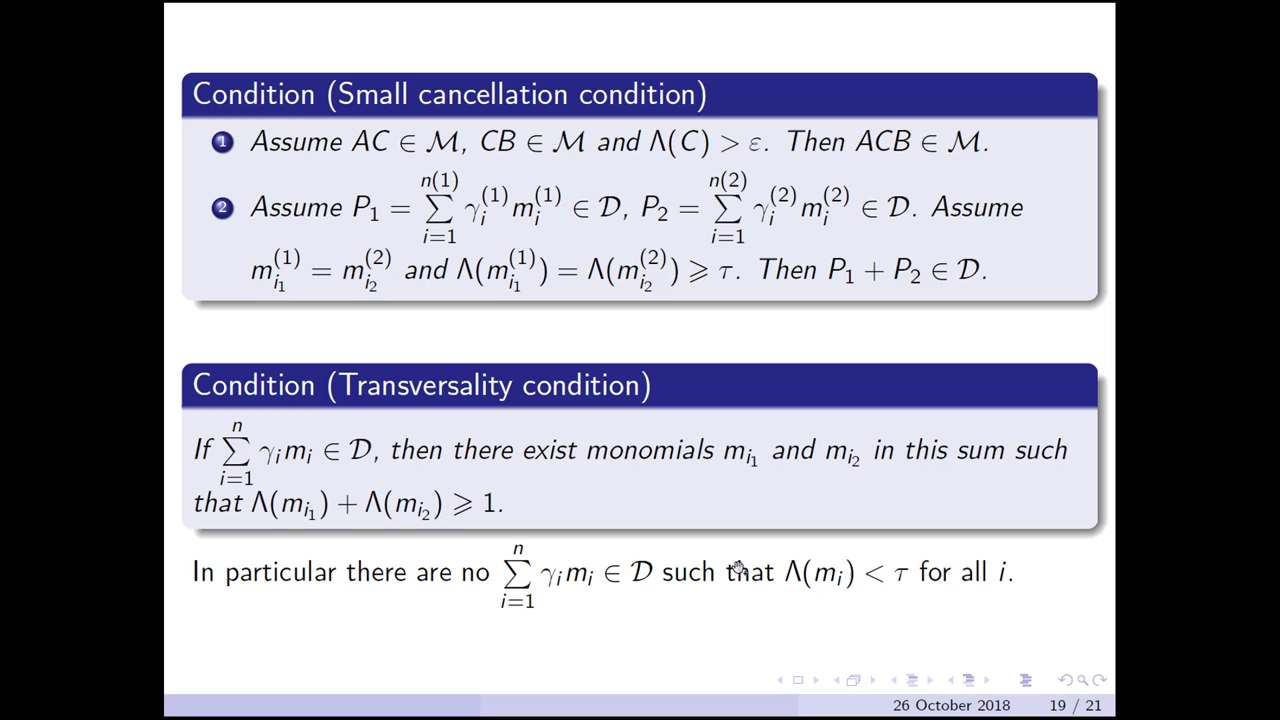 Condition (Small cancellation condition)
1 Assume AC ∈ ℳ, CB ∈ ℳ and Λ(C) > ε. Then ACB ∈ ℳ.
2 Assume P₁ = ∑_{i=1}^{n(1)} γ_i^{(1)} m_i^{(1)} ∈ 𝒟, P₂ = ∑_{i=1}^{n(2)} γ_i^{(2)} m_i^{(2)} ∈ 𝒟. Assume
m_{i₁}^{(1)} = m_{i₂}^{(2)} and Λ(m_{i₁}^{(1)}) = Λ(m_{i₂}^{(2)}) ⩾ τ. Then P₁ + P₂ ∈ 𝒟.
Condition (Transversality condition)
If ∑_{i=1}^{n} γ_i m_i ∈ 𝒟, then there exist monomials m_{i₁} and m_{i₂} in this sum such
that Λ(m_{i₁}) + Λ(m_{i₂}) ⩾ 1.
In particular there are no ∑_{i=1}^{n} γ_i m_i ∈ 𝒟 such that Λ(m_i) < τ for all i.
26 October 2018 19 / 21